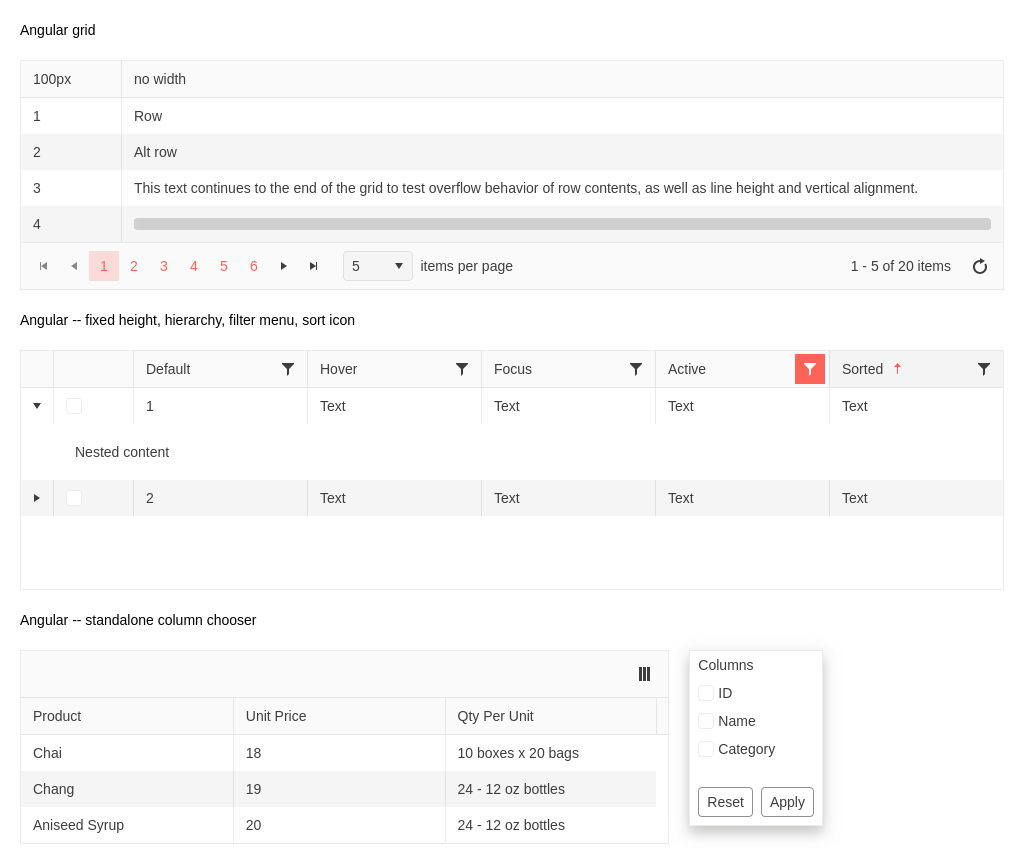 Angular grid
100px no width
1 Row
2 Alt row
3 This text continues to the end of the grid to test overflow behavior of row contents, as well as line height and vertical alignment.
4
1 2 3 4 5 6 5 items per page 1 - 5 of 20 items
Angular -- fixed height, hierarchy, filter menu, sort icon
Default Hover Focus Active Sorted
1 Text Text Text Text
Nested content
2 Text Text Text Text
Angular -- standalone column chooser
Product Unit Price Qty Per Unit
Chai 18 10 boxes x 20 bags
Chang 19 24 - 12 oz bottles
Aniseed Syrup 20 24 - 12 oz bottles
Columns
ID
Name
Category
Reset Apply